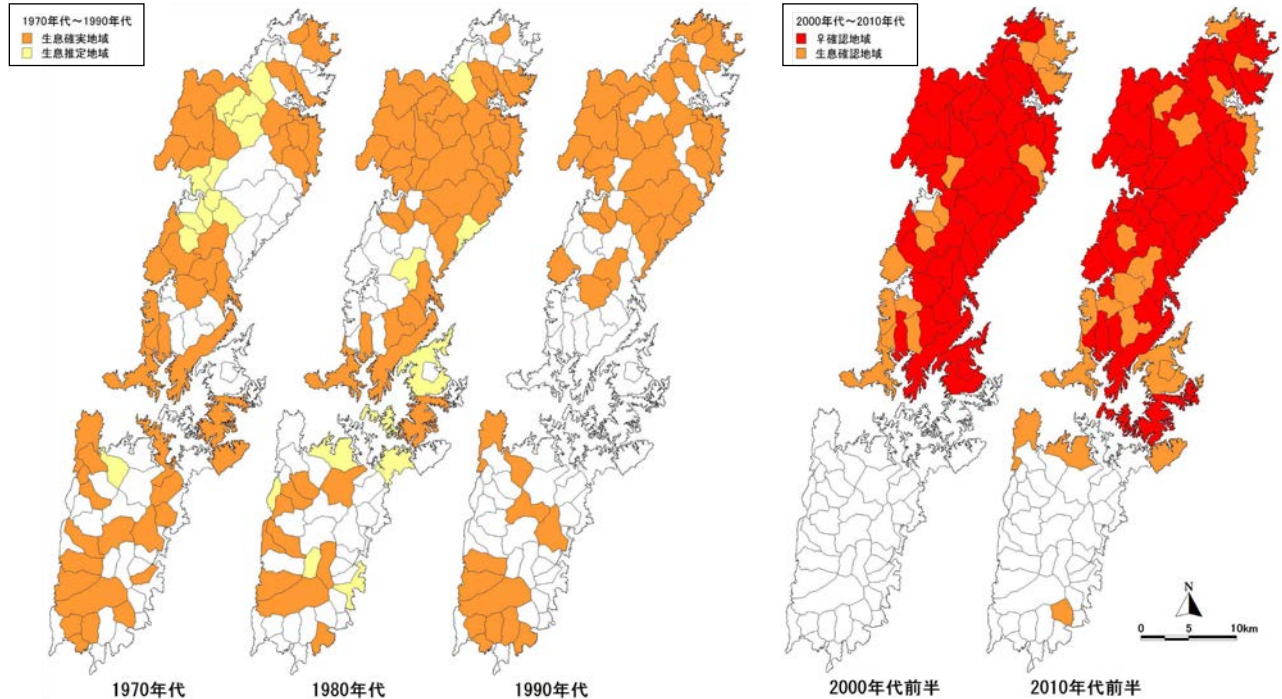 1970年代~1990年代
生息確実地域
生息推定地域
2000年代~2010年代
♀確認地域
生息確認地域
N
0 5 10km
1970年代
1980年代
1990年代
2000年代前半
2010年代前半